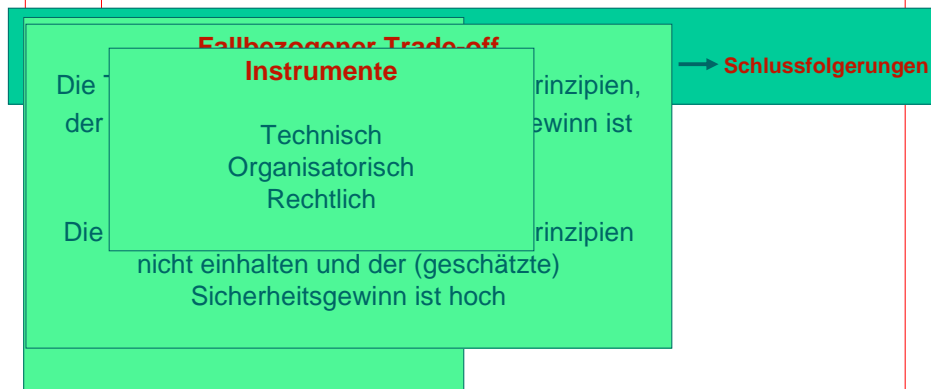 Fallbezogener Trade-off
Instrumente
Schlussfolgerungen
Die rinzipien,
der ewinn ist
Technisch
Organisatorisch
Rechtlich
Die rinzipien
nicht einhalten und der (geschätzte)
Sicherheitsgewinn ist hoch